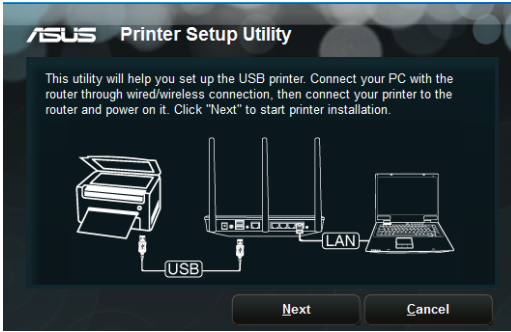 ASUS Printer Setup Utility
This utility will help you set up the USB printer. Connect your PC with the
router through wired/wireless connection, then connect your printer to the
router and power on it. Click "Next" to start printer installation.
LAN
USB
Next Cancel